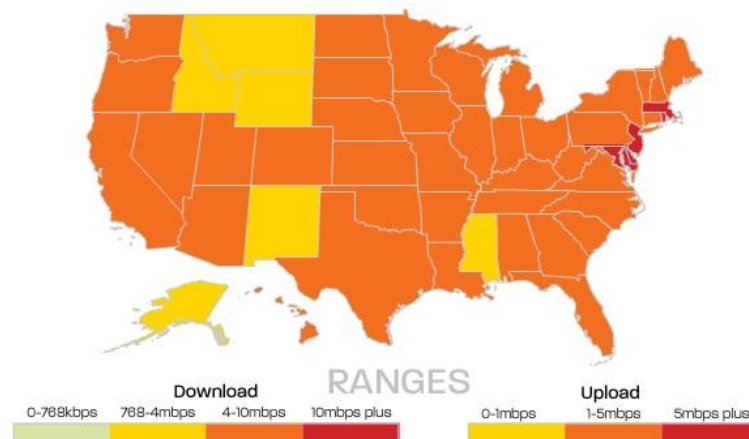 RANGES
Download
0-768kbps 768-4mbps 4-10mbps 10mbps plus
Upload
0-1mbps 1-5mbps 5mbps plus